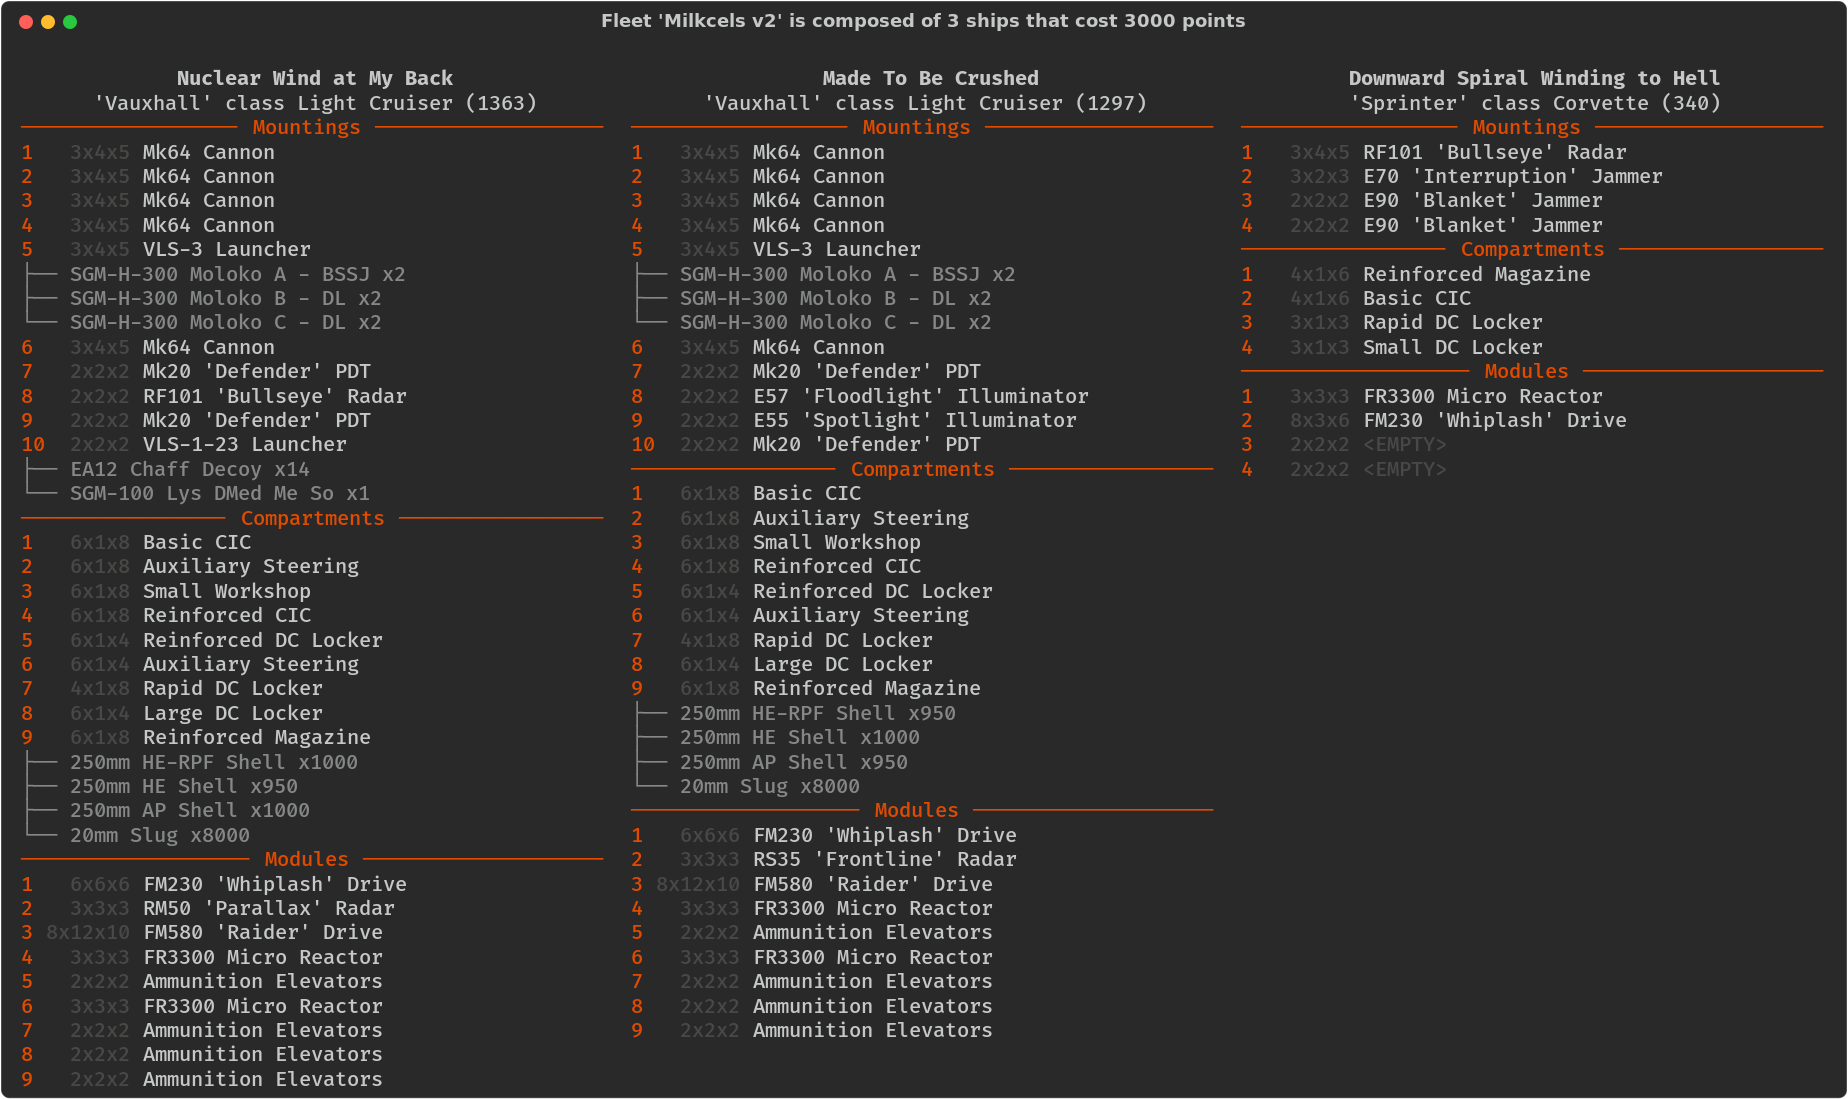 Fleet 'Milkcels v2' is composed of 3 ships that cost 3000 points
Nuclear Wind at My Back
'Vauxhall' class Light Cruiser (1363)
Mountings
1 3x4x5 Mk64 Cannon
2 3x4x5 Mk64 Cannon
3 3x4x5 Mk64 Cannon
4 3x4x5 Mk64 Cannon
5 3x4x5 VLS-3 Launcher
SGM-H-300 Moloko A - BSSJ x2
SGM-H-300 Moloko B - DL x2
SGM-H-300 Moloko C - DL x2
6 3x4x5 Mk64 Cannon
7 2x2x2 Mk20 'Defender' PDT
8 2x2x2 RF101 'Bullseye' Radar
9 2x2x2 Mk20 'Defender' PDT
10 2x2x2 VLS-1-23 Launcher
EA12 Chaff Decoy x14
SGM-100 Lys DMed Me So x1
Compartments
1 6x1x8 Basic CIC
2 6x1x8 Auxiliary Steering
3 6x1x8 Small Workshop
4 6x1x8 Reinforced CIC
5 6x1x4 Reinforced DC Locker
6 6x1x4 Auxiliary Steering
7 4x1x8 Rapid DC Locker
8 6x1x4 Large DC Locker
9 6x1x8 Reinforced Magazine
250mm HE-RPF Shell x1000
250mm HE Shell x950
250mm AP Shell x1000
20mm Slug x8000
Modules
1 6x6x6 FM230 'Whiplash' Drive
2 3x3x3 RM50 'Parallax' Radar
3 8x12x10 FM580 'Raider' Drive
4 3x3x3 FR3300 Micro Reactor
5 2x2x2 Ammunition Elevators
6 3x3x3 FR3300 Micro Reactor
7 2x2x2 Ammunition Elevators
8 2x2x2 Ammunition Elevators
9 2x2x2 Ammunition Elevators
Made To Be Crushed
'Vauxhall' class Light Cruiser (1297)
Mountings
1 3x4x5 Mk64 Cannon
2 3x4x5 Mk64 Cannon
3 3x4x5 Mk64 Cannon
4 3x4x5 Mk64 Cannon
5 3x4x5 VLS-3 Launcher
SGM-H-300 Moloko A - BSSJ x2
SGM-H-300 Moloko B - DL x2
SGM-H-300 Moloko C - DL x2
6 3x4x5 Mk64 Cannon
7 2x2x2 Mk20 'Defender' PDT
8 2x2x2 E57 'Floodlight' Illuminator
9 2x2x2 E55 'Spotlight' Illuminator
10 2x2x2 Mk20 'Defender' PDT
Compartments
1 6x1x8 Basic CIC
2 6x1x8 Auxiliary Steering
3 6x1x8 Small Workshop
4 6x1x8 Reinforced CIC
5 6x1x4 Reinforced DC Locker
6 6x1x4 Auxiliary Steering
7 4x1x8 Rapid DC Locker
8 6x1x4 Large DC Locker
9 6x1x8 Reinforced Magazine
250mm HE-RPF Shell x950
250mm HE Shell x1000
250mm AP Shell x950
20mm Slug x8000
Modules
1 6x6x6 FM230 'Whiplash' Drive
2 3x3x3 RS35 'Frontline' Radar
3 8x12x10 FM580 'Raider' Drive
4 3x3x3 FR3300 Micro Reactor
5 2x2x2 Ammunition Elevators
6 3x3x3 FR3300 Micro Reactor
7 2x2x2 Ammunition Elevators
8 2x2x2 Ammunition Elevators
9 2x2x2 Ammunition Elevators
Downward Spiral Winding to Hell
'Sprinter' class Corvette (340)
Mountings
1 3x4x5 RF101 'Bullseye' Radar
2 3x2x3 E70 'Interruption' Jammer
3 2x2x2 E90 'Blanket' Jammer
4 2x2x2 E90 'Blanket' Jammer
Compartments
1 4x1x6 Reinforced Magazine
2 4x1x6 Basic CIC
3 3x1x3 Rapid DC Locker
4 3x1x3 Small DC Locker
Modules
1 3x3x3 FR3300 Micro Reactor
2 8x3x6 FM230 'Whiplash' Drive
3 2x2x2 <EMPTY>
4 2x2x2 <EMPTY>